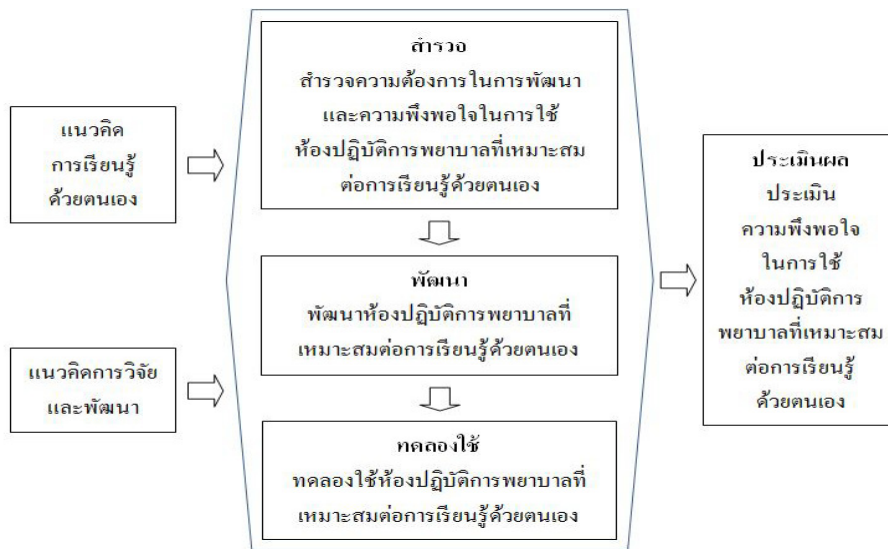 แนวคิด
การเรียนรู้
ด้วยตนเอง
แนวคิดการวิจัย
และพัฒนา
สำรวจ
สำรวจความต้องการในการพัฒนา
และความพึงพอใจในการใช้
ห้องปฏิบัติการพยาบาลที่เหมาะสม
ต่อการเรียนรู้ด้วยตนเอง
พัฒนา
พัฒนาห้องปฏิบัติการพยาบาลที่
เหมาะสมต่อการเรียนรู้ด้วยตนเอง
ทดลองใช้
ทดลองใช้ห้องปฏิบัติการพยาบาลที่
เหมาะสมต่อการเรียนรู้ด้วยตนเอง
ประเมินผล
ประเมิน
ความพึงพอใจ
ในการใช้
ห้องปฏิบัติการ
พยาบาลที่เหมาะสม
ต่อการเรียนรู้
ด้วยตนเอง